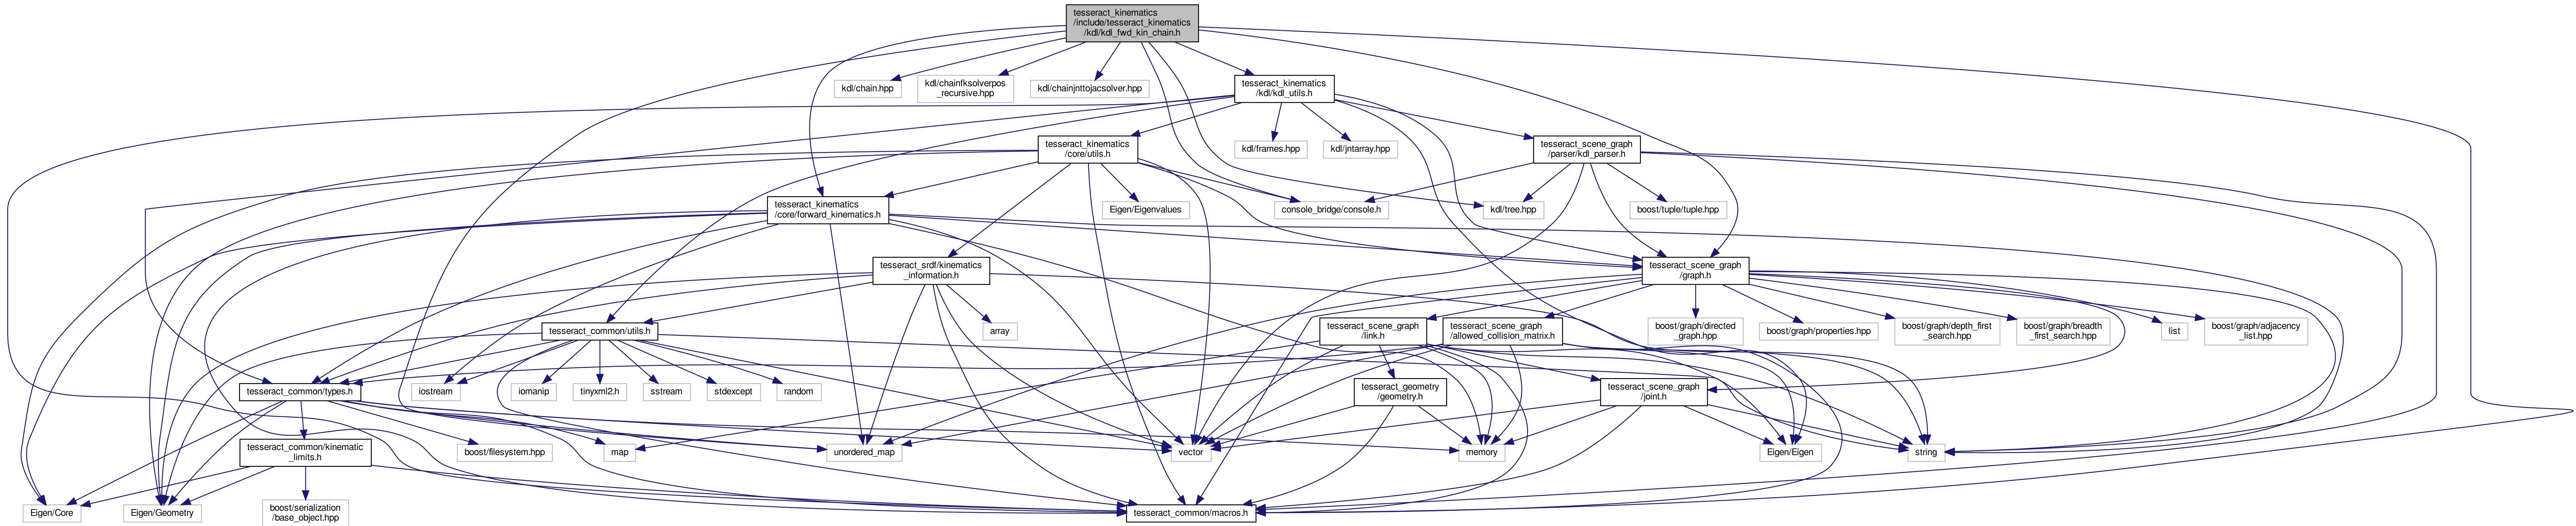 tesseract_kinematics
/include/tesseract_kinematics
/kdl/kdl_fwd_kin_chain.h
kdl/chain.hpp
kdl/chainfksolverpos
_recursive.hpp
kdl/chainjnttojacsolver.hpp
tesseract_kinematics
/kdl/kdl_utils.h
tesseract_kinematics
/core/utils.h
kdl/frames.hpp
kdl/jntarray.hpp
tesseract_scene_graph
/parser/kdl_parser.h
tesseract_kinematics
/core/forward_kinematics.h
Eigen/Eigenvalues
console_bridge/console.h
kdl/tree.hpp
boost/tuple/tuple.hpp
tesseract_srdf/kinematics
_information.h
tesseract_scene_graph
/graph.h
tesseract_common/utils.h
array
tesseract_scene_graph
/link.h
tesseract_scene_graph
/allowed_collision_matrix.h
boost/graph/directed
_graph.hpp
boost/graph/properties.hpp
boost/graph/depth_first
_search.hpp
boost/graph/breadth
_first_search.hpp
list
boost/graph/adjacency
_list.hpp
tesseract_common/types.h
iostream
iomanip
tinyxml2.h
sstream
stdexcept
random
tesseract_geometry
/geometry.h
tesseract_scene_graph
/joint.h
tesseract_common/kinematic
_limits.h
boost/filesystem.hpp
map
unordered_map
vector
memory
Eigen/Eigen
string
Eigen/Core
Eigen/Geometry
boost/serialization
/base_object.hpp
tesseract_common/macros.h